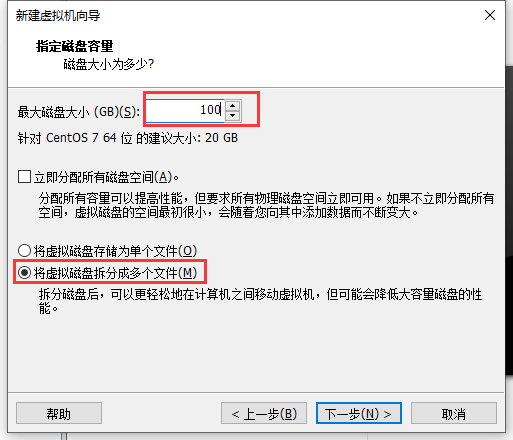 新建虚拟机向导
指定磁盘容量
磁盘大小为多少?
最大磁盘大小 (GB)(S): 100
针对 CentOS 7 64 位 的建议大小: 20 GB
立即分配所有磁盘空间(A)。
分配所有容量可以提高性能，但要求所有物理磁盘空间立即可用。如果不立即分配所有
空间，虚拟磁盘的空间最初很小，会随着您向其中添加数据而不断变大。
将虚拟磁盘存储为单个文件(O)
将虚拟磁盘拆分成多个文件(M)
拆分磁盘后，可以更轻松地在计算机之间移动虚拟机，但可能会降低大容量磁盘的性
能。
帮助 < 上一步(B) 下一步(N) > 取消